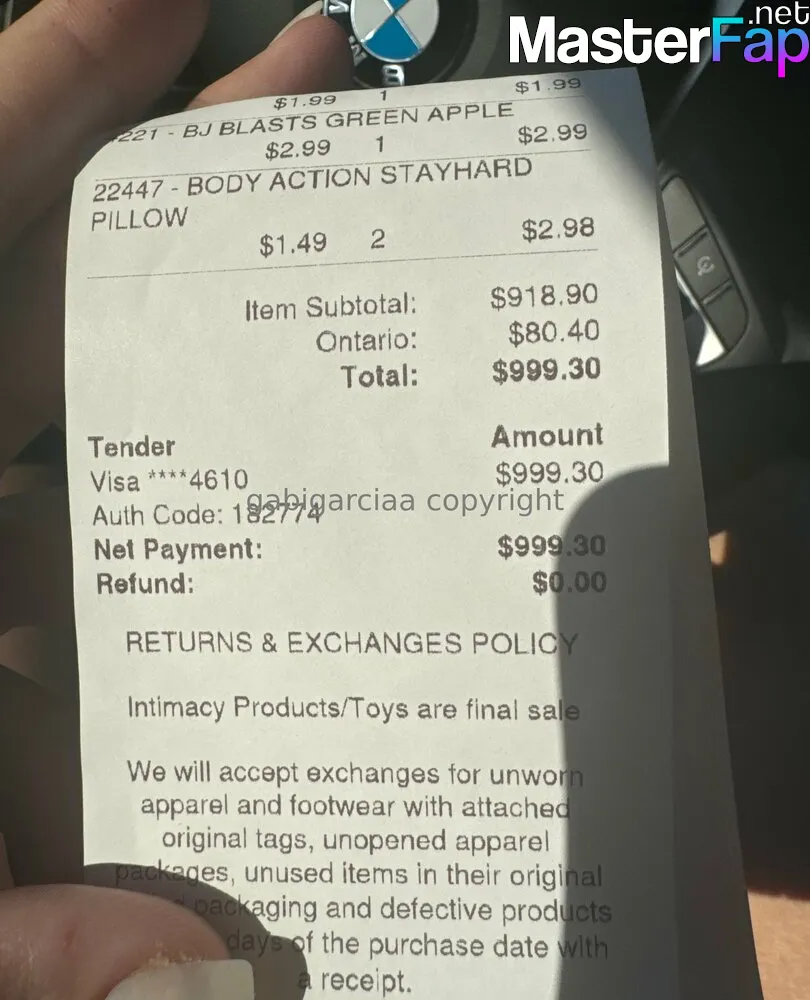 MasterFap.net
M
$1.99 1 $1.99
221 - BJ BLASTS GREEN APPLE
$2.99 1 $2.99
22447 - BODY ACTION STAYHARD
PILLOW
$1.49 2 $2.98
Item Subtotal: $918.90
Ontario: $80.40
Total: $999.30
Tender Amount
Visa ****4610 $999.30
Auth Code: 182774
gabigarciaa copyright
Net Payment: $999.30
Refund: $0.00
RETURNS & EXCHANGES POLICY
Intimacy Products/Toys are final sale
We will accept exchanges for unworn
apparel and footwear with attached
original tags, unopened apparel
packages, unused items in their original
packaging and defective products
days of the purchase date with
a receipt.